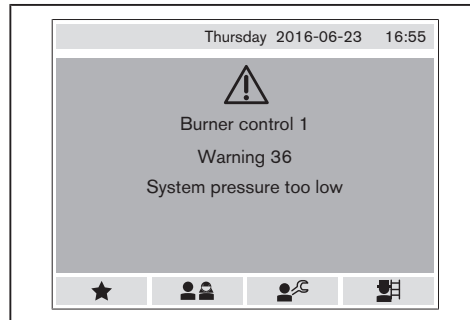 Thursday 2016-06-23 16:55
Burner control 1
Warning 36
System pressure too low